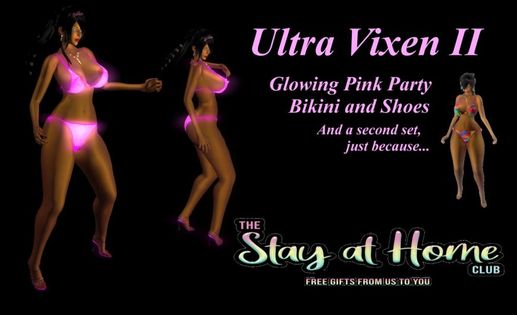 Ultra Vixen II
Glowing Pink Party
Bikini and Shoes
And a second set,
just because...
THE
Stay at Home
CLUB
FREE GIFTS FROM US TO YOU